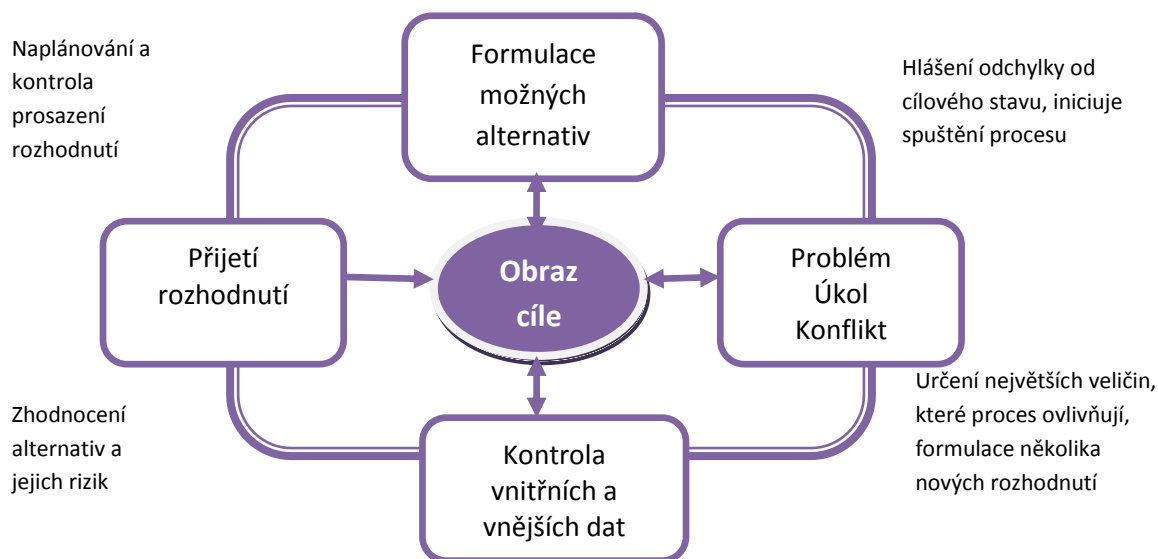 Naplánování a
kontrola
prosazení
rozhodnutí
Formulace
možných
alternativ
Hlášení odchylky od
cílového stavu, iniciuje
spuštění procesu
Přijetí
rozhodnutí
Obraz
cíle
Problém
Úkol
Konflikt
Zhodnocení
alternativ a
jejich rizik
Kontrola
vnitřních a
vnějších dat
Určení největších veličin,
které proces ovlivňují,
formulace několika
nových rozhodnutí